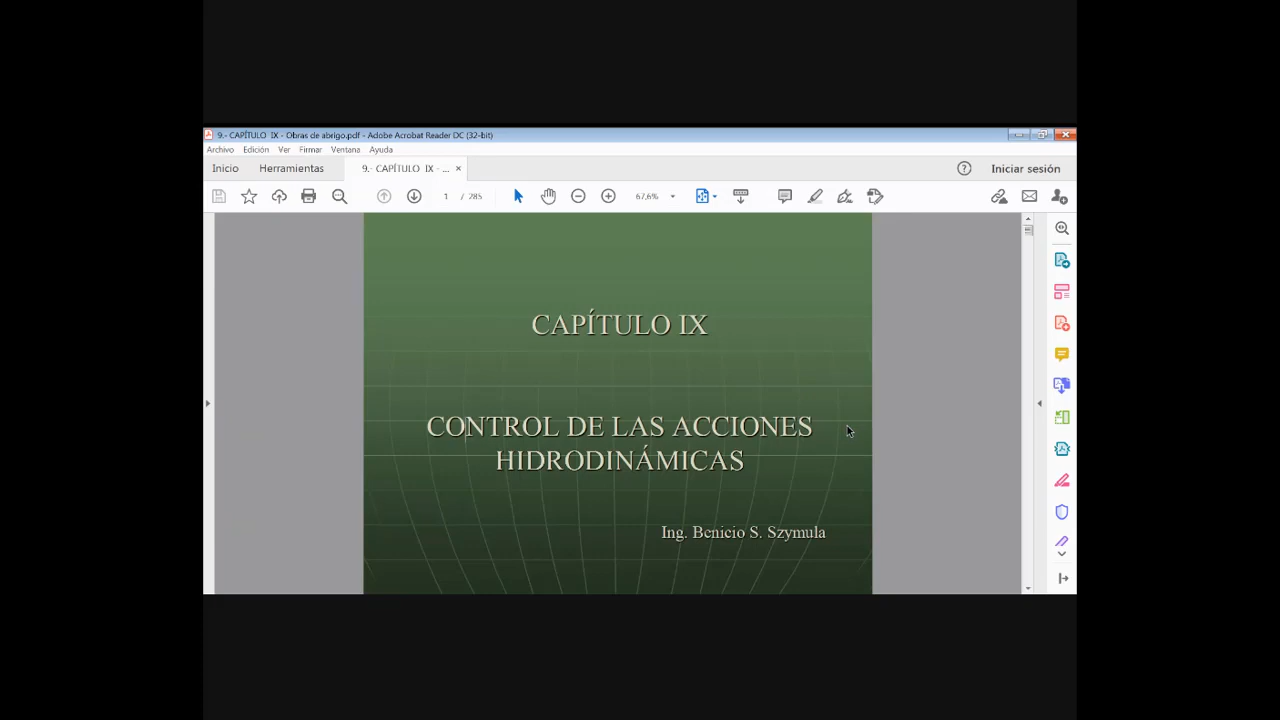 9.- CAPÍTULO IX - Obras de abrigo.pdf - Adobe Acrobat Reader DC (32-bit)
Archivo Edición Ver Firmar Ventana Ayuda
Inicio Herramientas 9.- CAPÍTULO IX - ... × Iniciar sesión
1 / 285 67,6%
CAPÍTULO IX
CONTROL DE LAS ACCIONES
HIDRODINÁMICAS
Ing. Benicio S. Szymula